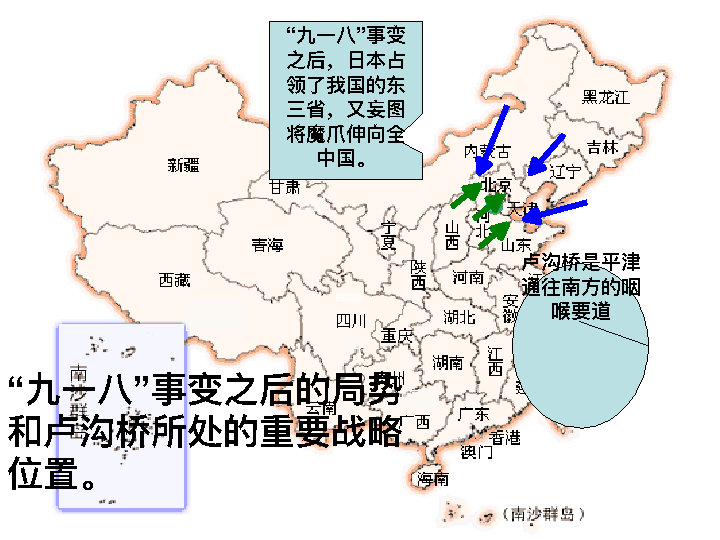 “九一八”事变
之后，日本占
领了我国的东
三省，又妄图
将魔爪伸向全
中国。
黑龙江
吉林
内蒙古
辽宁
新疆
甘肃
北京
天津
河北
山西
宁夏
青海
山东
陕西
河南
西藏
卢沟桥是平津
通往南方的咽
喉要道
安徽
四川
湖北
重庆
湖南
江西
南沙群岛
“九一八”事变之后的局势
和卢沟桥所处的重要战略
位置。
州
云南
广西
广东
香港
澳门
海南
（南沙群岛）